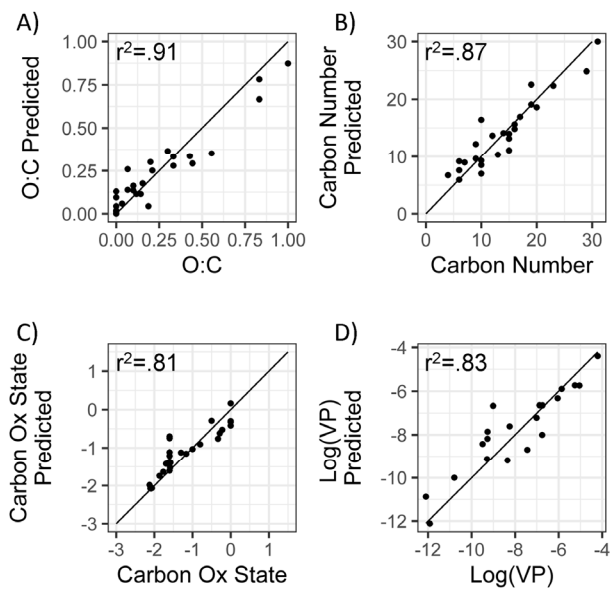 A)
r²=.91
O:C Predicted
1.00
0.75
0.50
0.25
0.00
0.00 0.25 0.50 0.75 1.00
O:C
B)
r²=.87
Carbon Number
Predicted
30
20
10
0
0 10 20 30
Carbon Number
C)
r²=.81
Carbon Ox State
Predicted
1
0
-1
-2
-3
-3 -2 -1 0 1
Carbon Ox State
D)
r²=.83
Log(VP)
Predicted
-4
-6
-8
-10
-12
-12 -10 -8 -6 -4
Log(VP)